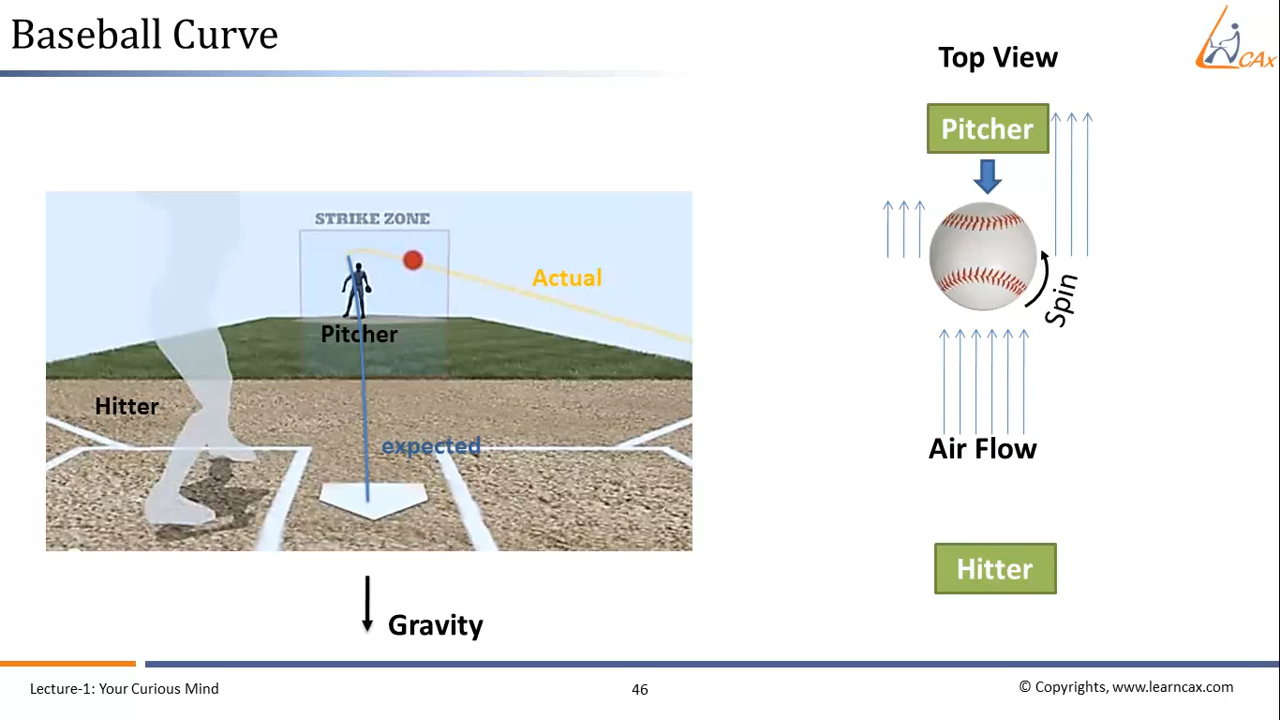 Baseball Curve
CAx
Top View
Pitcher
STRIKE ZONE
Actual
Pitcher
Spin
Hitter
expected
Air Flow
Hitter
Gravity
Lecture-1: Your Curious Mind
46
© Copyrights, www.learncax.com